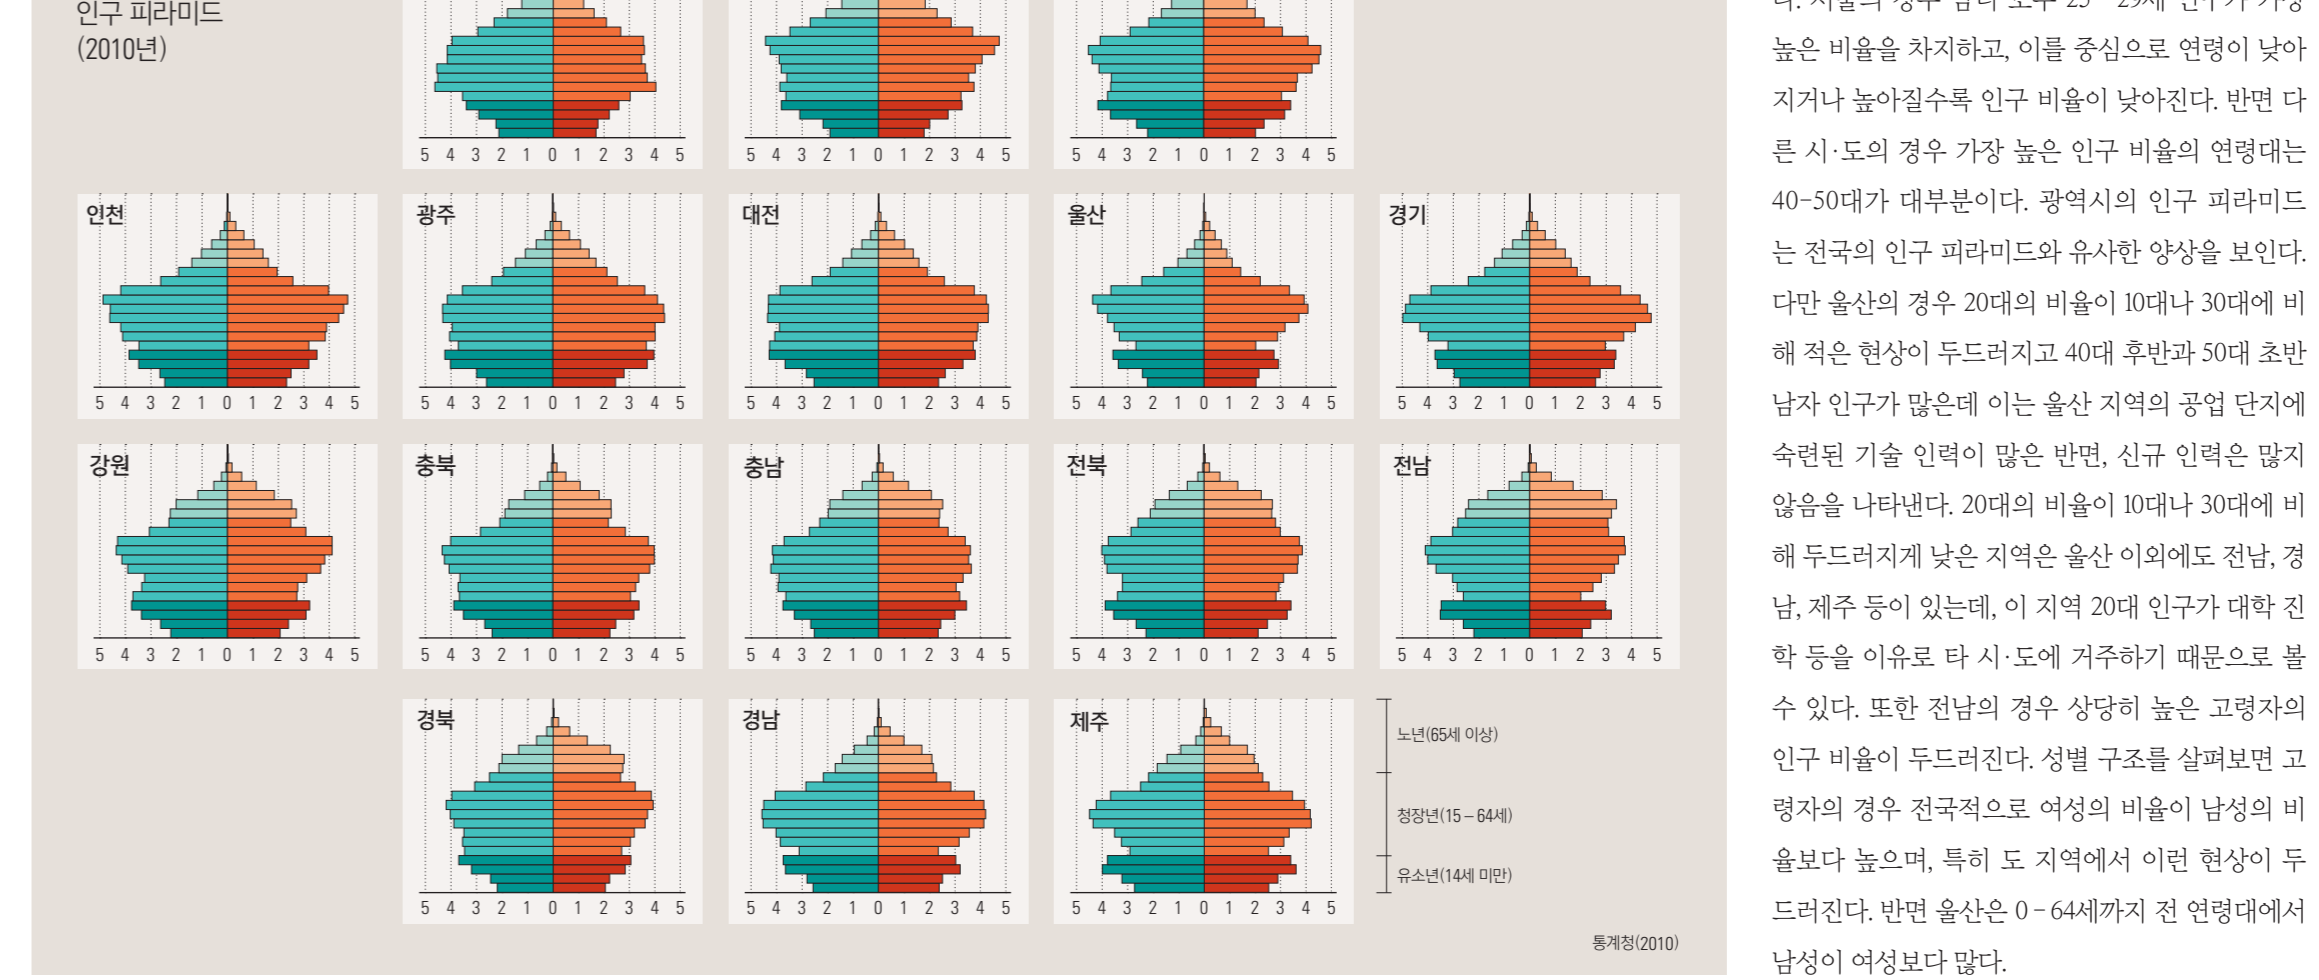 인구 피라미드
(2010년)
5 4 3 2 1 0 1 2 3 4 5
5 4 3 2 1 0 1 2 3 4 5
5 4 3 2 1 0 1 2 3 4 5
인천
5 4 3 2 1 0 1 2 3 4 5
광주
5 4 3 2 1 0 1 2 3 4 5
대전
5 4 3 2 1 0 1 2 3 4 5
울산
5 4 3 2 1 0 1 2 3 4 5
경기
5 4 3 2 1 0 1 2 3 4 5
강원
5 4 3 2 1 0 1 2 3 4 5
충북
5 4 3 2 1 0 1 2 3 4 5
충남
5 4 3 2 1 0 1 2 3 4 5
전북
5 4 3 2 1 0 1 2 3 4 5
전남
5 4 3 2 1 0 1 2 3 4 5
경북
5 4 3 2 1 0 1 2 3 4 5
경남
5 4 3 2 1 0 1 2 3 4 5
제주
5 4 3 2 1 0 1 2 3 4 5
노년(65세 이상)
청장년(15 – 64세)
유소년(14세 미만)
통계청(2010)
높은 비율을 차지하고, 이를 중심으로 연령이 낮아
지거나 높아질수록 인구 비율이 낮아진다. 반면 다
른 시·도의 경우 가장 높은 인구 비율의 연령대는
40-50대가 대부분이다. 광역시의 인구 피라미드
는 전국의 인구 피라미드와 유사한 양상을 보인다.
다만 울산의 경우 20대의 비율이 10대나 30대에 비
해 적은 현상이 두드러지고 40대 후반과 50대 초반
남자 인구가 많은데 이는 울산 지역의 공업 단지에
숙련된 기술 인력이 많은 반면, 신규 인력은 많지
않음을 나타낸다. 20대의 비율이 10대나 30대에 비
해 두드러지게 낮은 지역은 울산 이외에도 전남, 경
남, 제주 등이 있는데, 이 지역 20대 인구가 대학 진
학 등을 이유로 타 시·도에 거주하기 때문으로 볼
수 있다. 또한 전남의 경우 상당히 높은 고령자의
인구 비율이 두드러진다. 성별 구조를 살펴보면 고
령자의 경우 전국적으로 여성의 비율이 남성의 비
율보다 높으며, 특히 도 지역에서 이런 현상이 두
드러진다. 반면 울산은 0 – 64세까지 전 연령대에서
남성이 여성보다 많다.